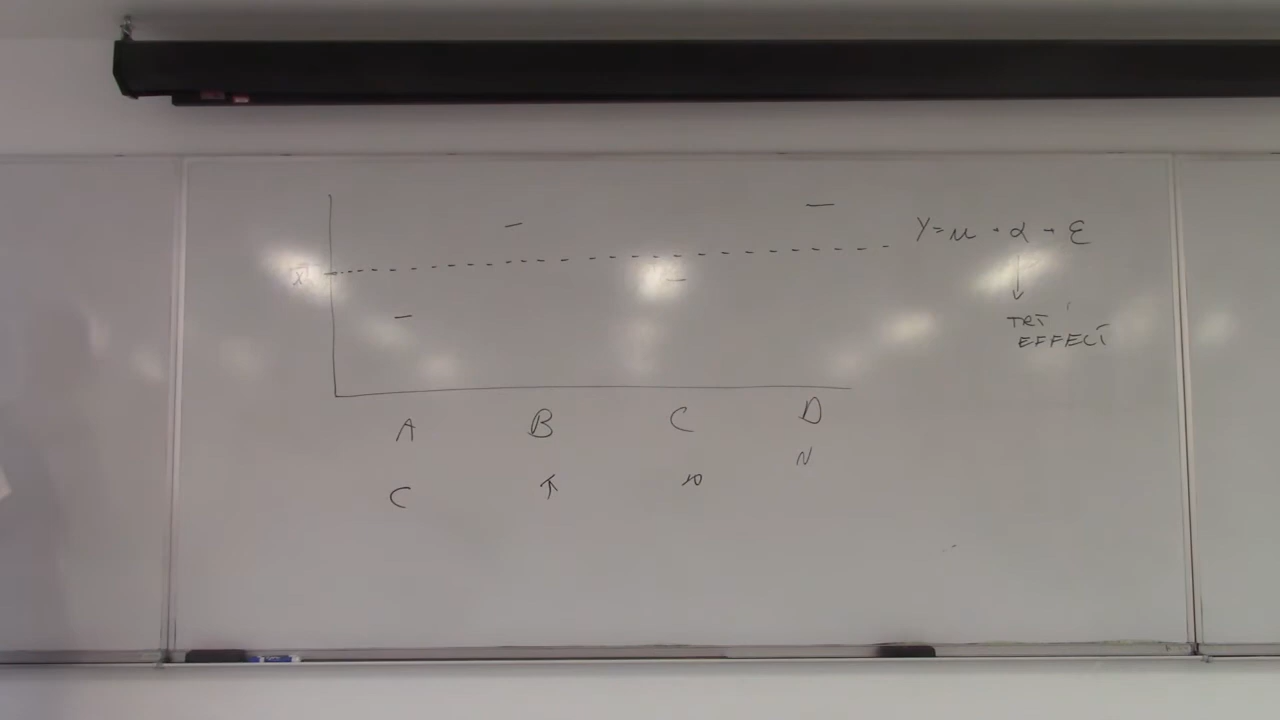 Y = μ + α + ε
x̄
TRT
EFFECT
A B C D
N
C